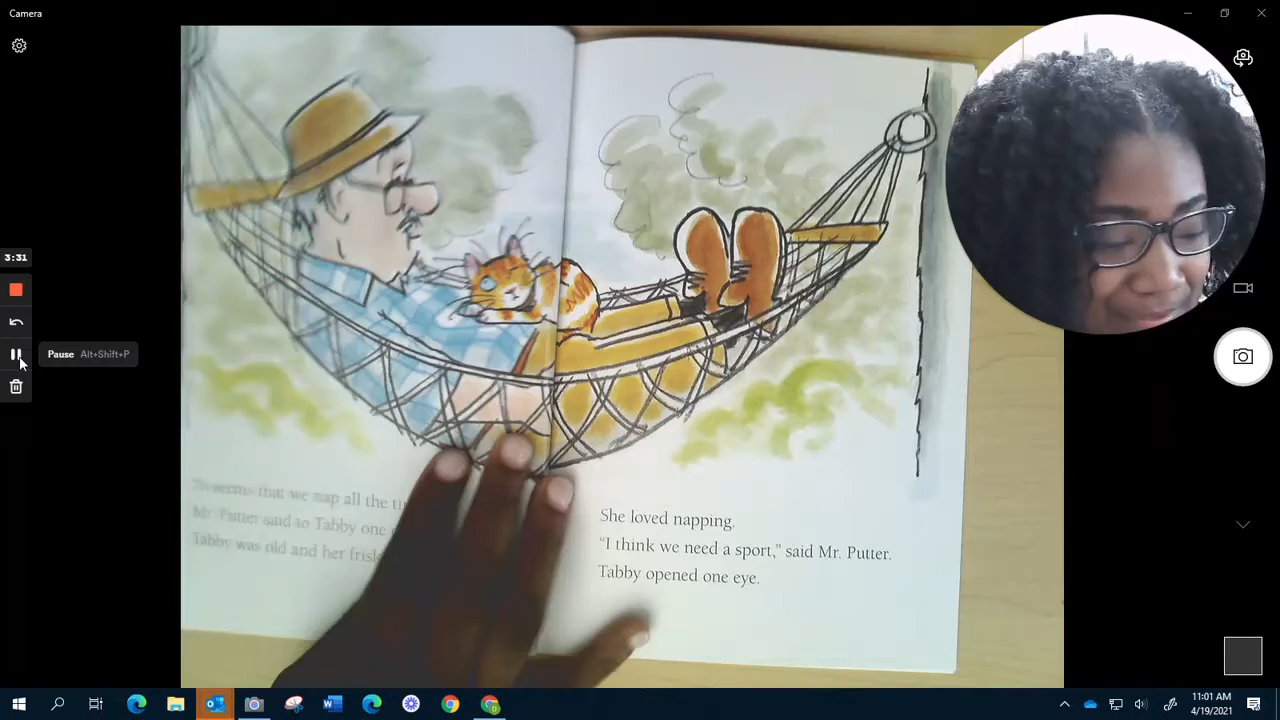 Camera
3:31
Pause Alt+Shift+P
"It seems that we nap all the
Mr. Putter said to Tabby one
Tabby was old and her
She loved napping.
"I think we need a sport," said Mr. Putter.
Tabby opened one eye.
11:01 AM
4/19/2021